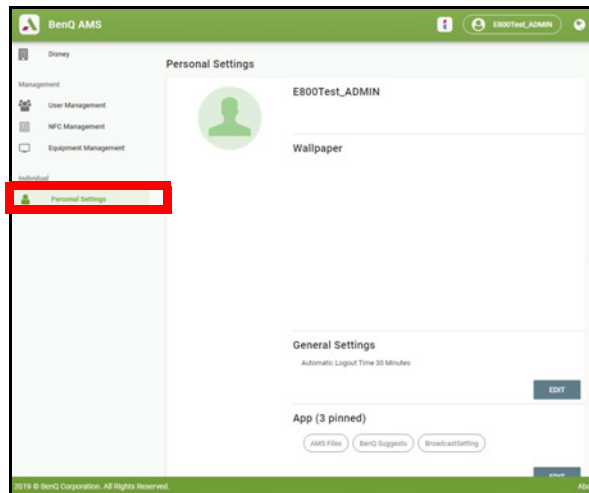 BenQ AMS
E800Test_ADMIN
Disney
Management
User Management
NFC Management
Equipment Management
Individual
Personal Settings
Personal Settings
E800Test_ADMIN
Wallpaper
General Settings
Automatic Logout Time 30 Minutes
EDIT
App (3 pinned)
AMS Files BenQ Suggests BroadcastSetting
EDIT
2019 © BenQ Corporation. All Rights Reserved.